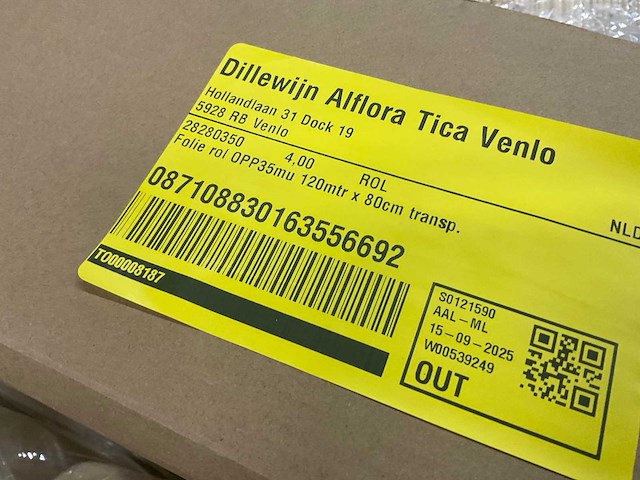 Dillewijn Alflora Tica Venlo
Hollandlaan 31 Dock 19
5928 RB Venlo
NLD
28280350 4,00 ROL
Folie rol OPP35mu 120mtr x 80cm transp.
087108830163556692
TO00008187
S0121590
AAL-ML
15-09-2025
W00539249
OUT